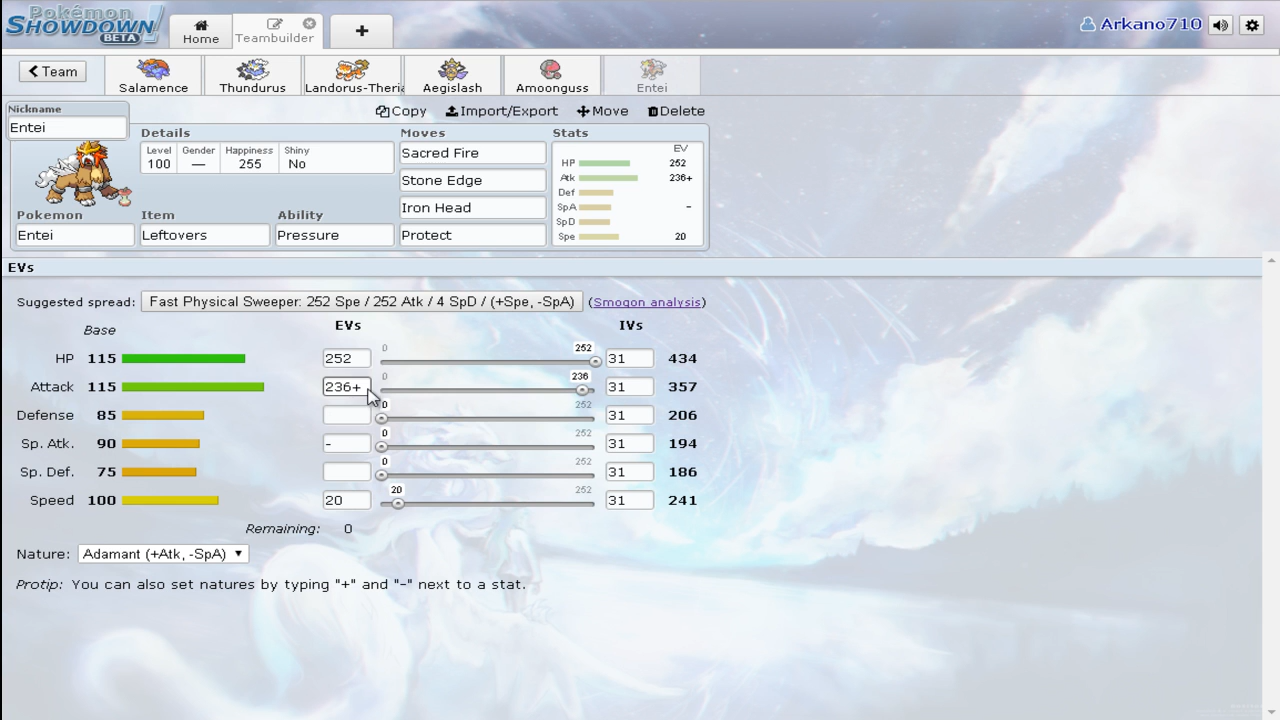 Pokémon
SHOWDOWN!
BETA
Home
Teambuilder
+
Arkano710
Team
Salamence
Thundurus
Landorus-Theria
Aegislash
Amoonguss
Entei
Nickname
Entei
Copy
Import/Export
Move
Delete
Details
Level Gender Happiness Shiny
100 — 255 No
Moves
Sacred Fire
Stone Edge
Iron Head
Protect
Stats
EV
HP 252
Atk 236+
Def
SpA -
SpD
Spe 20
Pokemon
Entei
Item
Leftovers
Ability
Pressure
EVs
Suggested spread: Fast Physical Sweeper: 252 Spe / 252 Atk / 4 SpD / (+Spe, -SpA) (Smogon analysis)
Base EVs IVs
HP 115 252 0 252 31 434
Attack 115 236+ 0 236 31 357
Defense 85 0 252 31 206
Sp. Atk. 90 - 0 252 31 194
Sp. Def. 75 0 252 31 186
Speed 100 20 20 252 31 241
Remaining: 0
Nature: Adamant (+Atk, -SpA)
Protip: You can also set natures by typing "+" and "-" next to a stat.